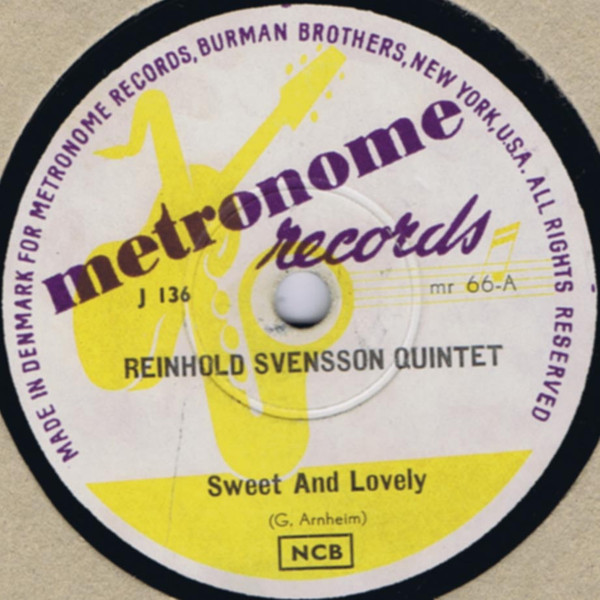 MADE IN DENMARK FOR METRONOME RECORDS, BURMAN BROTHERS, NEW YORK, USA. ALL RIGHTS RESERVED
metronome
records
J 136
mr 66-A
REINHOLD SVENSSON QUINTET
Sweet And Lovely
(G. Arnheim)
NCB